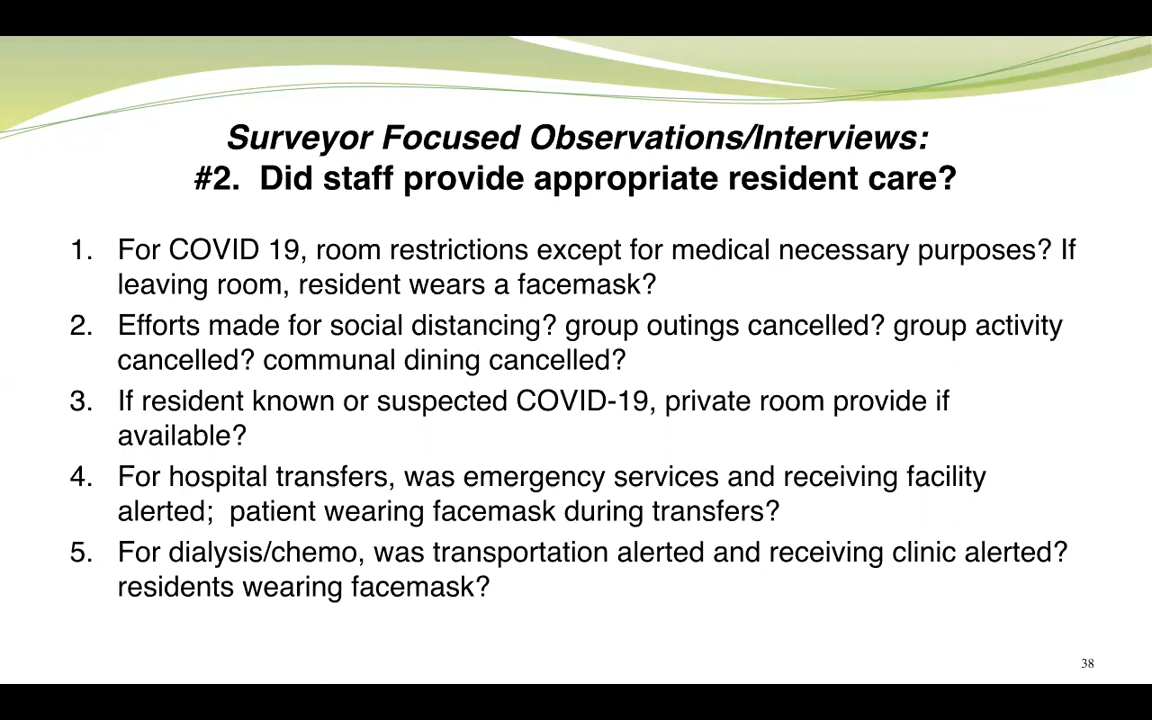 Surveyor Focused Observations/Interviews:
#2.  Did staff provide appropriate resident care?
1. For COVID 19, room restrictions except for medical necessary purposes? If
leaving room, resident wears a facemask?
2. Efforts made for social distancing? group outings cancelled? group activity
cancelled? communal dining cancelled?
3. If resident known or suspected COVID-19, private room provide if
available?
4. For hospital transfers, was emergency services and receiving facility
alerted;  patient wearing facemask during transfers?
5. For dialysis/chemo, was transportation alerted and receiving clinic alerted?
residents wearing facemask?
38